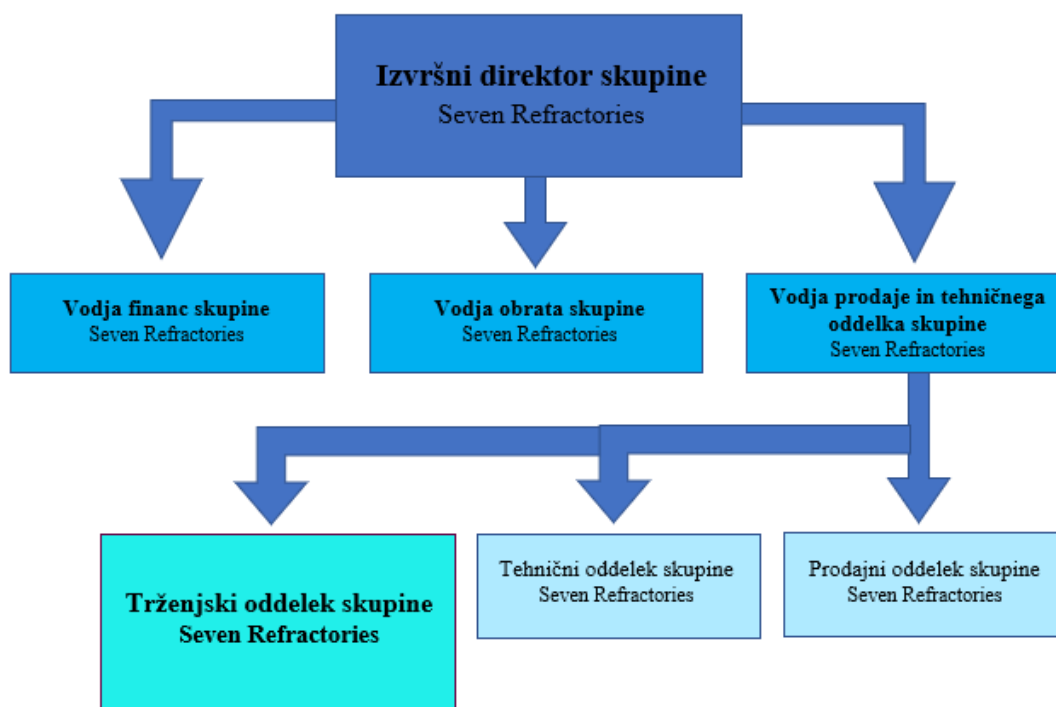 Izvršni direktor skupine
Seven Refractories
Vodja financ skupine
Seven Refractories
Vodja obrata skupine
Seven Refractories
Vodja prodaje in tehničnega
oddelka skupine
Seven Refractories
Trženjski oddelek skupine
Seven Refractories
Tehnični oddelek skupine
Seven Refractories
Prodajni oddelek skupine
Seven Refractories